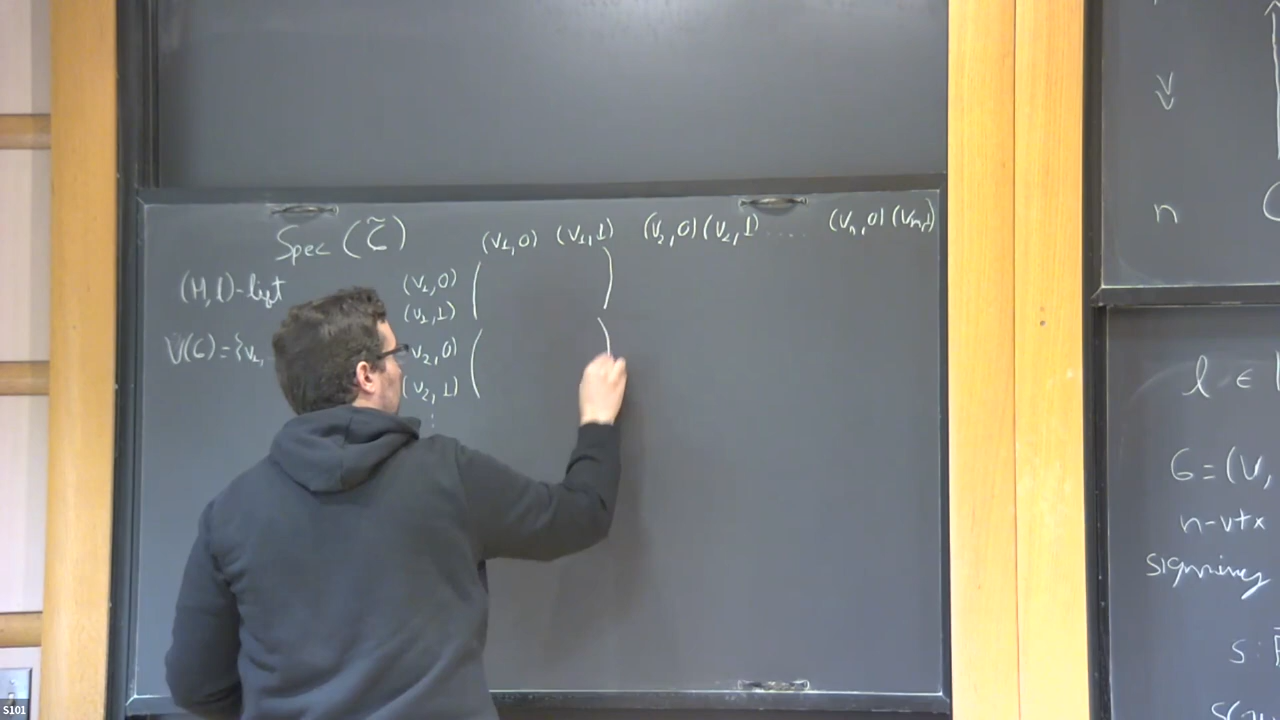 Spec (C̃)
(v₁,0) (v₁,1) (v₂,0) (v₂,1) .... (vₙ,0) (vₙ,1)
(H,l)-lift
(v₁,0)
(v₁,1)
V(G)={v₁,
v₂,0)
(v₂,1)
⋮
n
l ∈
G=(V,
n-vtx
signing
s:
S101